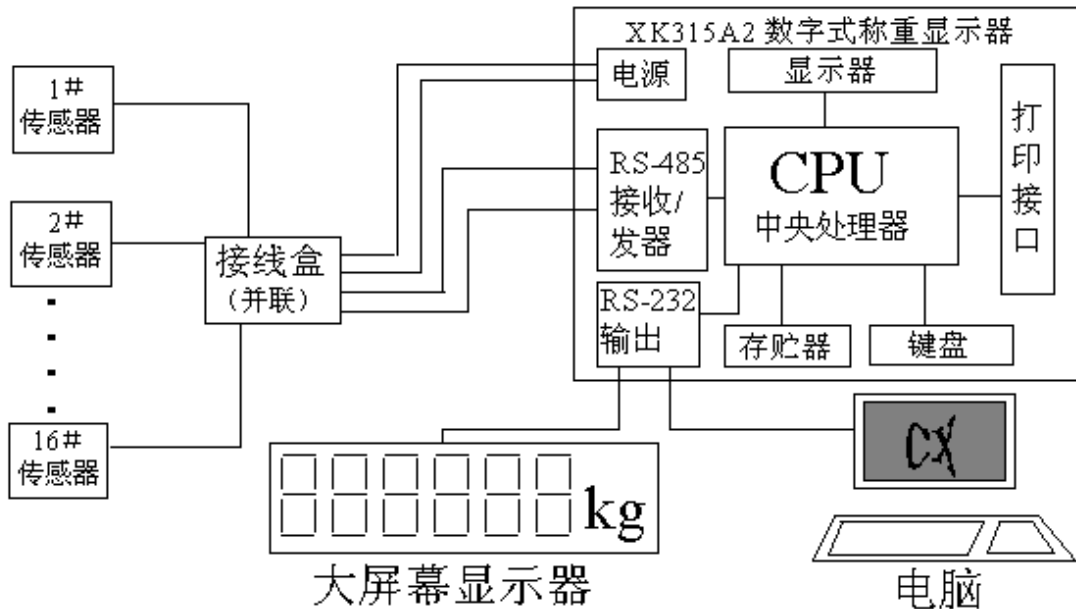 XK315A2 数字式称重显示器
1#
传感器
2#
传感器
16#
传感器
接线盒
(并联)
电源
显示器
RS-485
接收/
发器
CPU
中央处理器
打
印
接
口
RS-232
输出
存贮器
键盘
CX
kg
大屏幕显示器
电脑